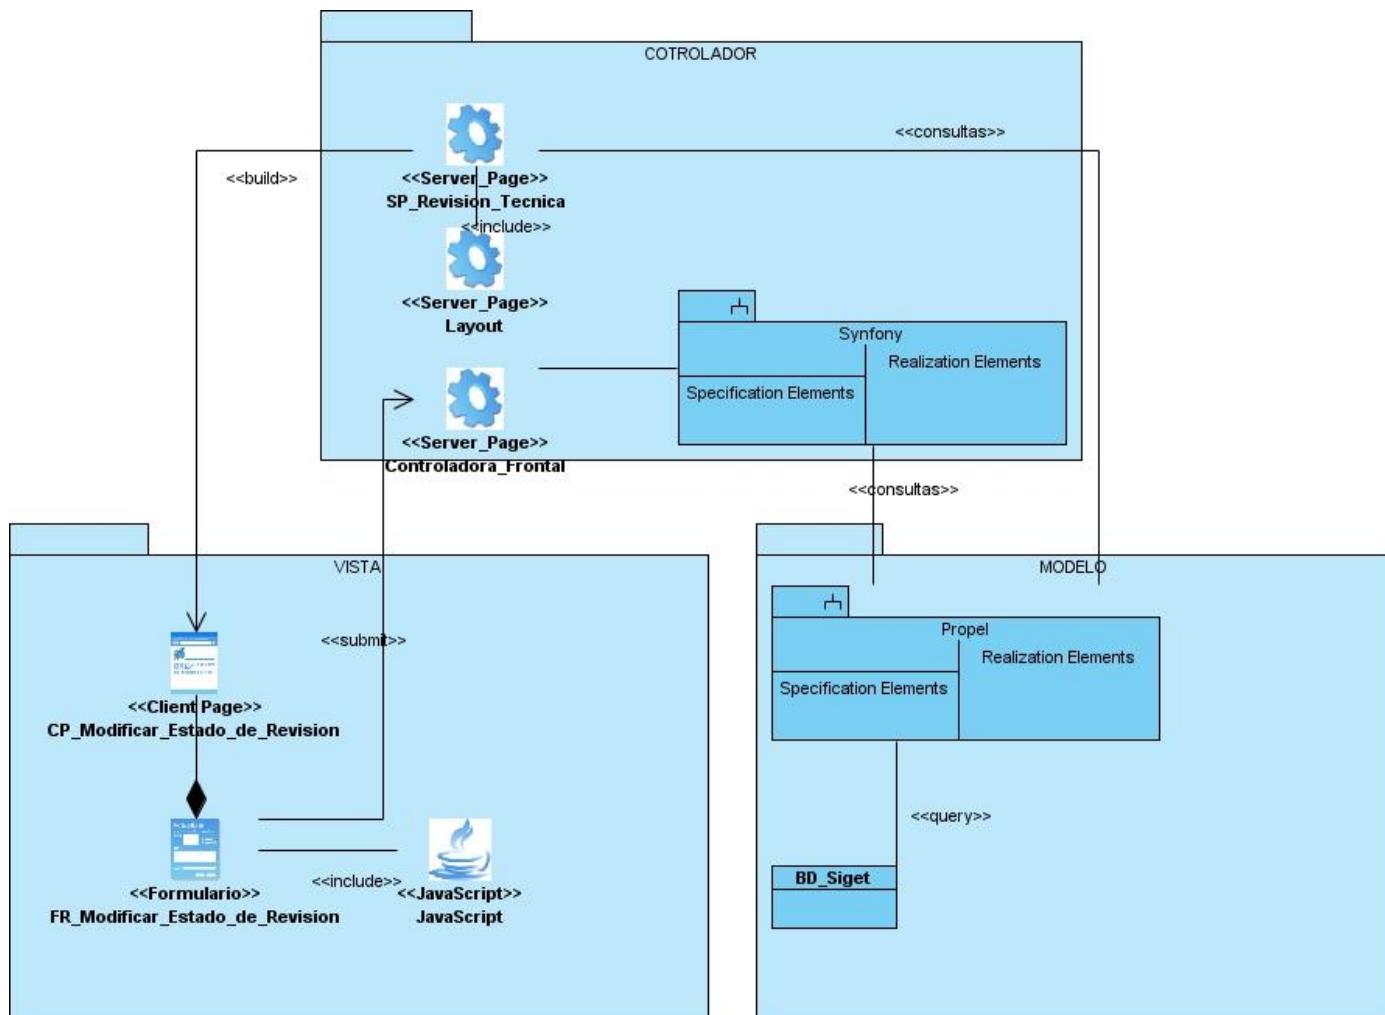 COTROLADOR
<<consultas>>
<<build>>
<<Server_Page>>
SP_Revision_Tecnica
<<include>>
<<Server_Page>>
Layout
Synfony
Realization Elements
Specification Elements
<<Server_Page>>
Controladora_Frontal
<<consultas>>
VISTA
MODELO
<<submit>>
Propel
Realization Elements
Specification Elements
<<Client Page>>
CP_Modificar_Estado_de_Revision
<<query>>
<<include>>
BD_Siget
<<Formulario>>
FR_Modificar_Estado_de_Revision
<<JavaScript>>
JavaScript